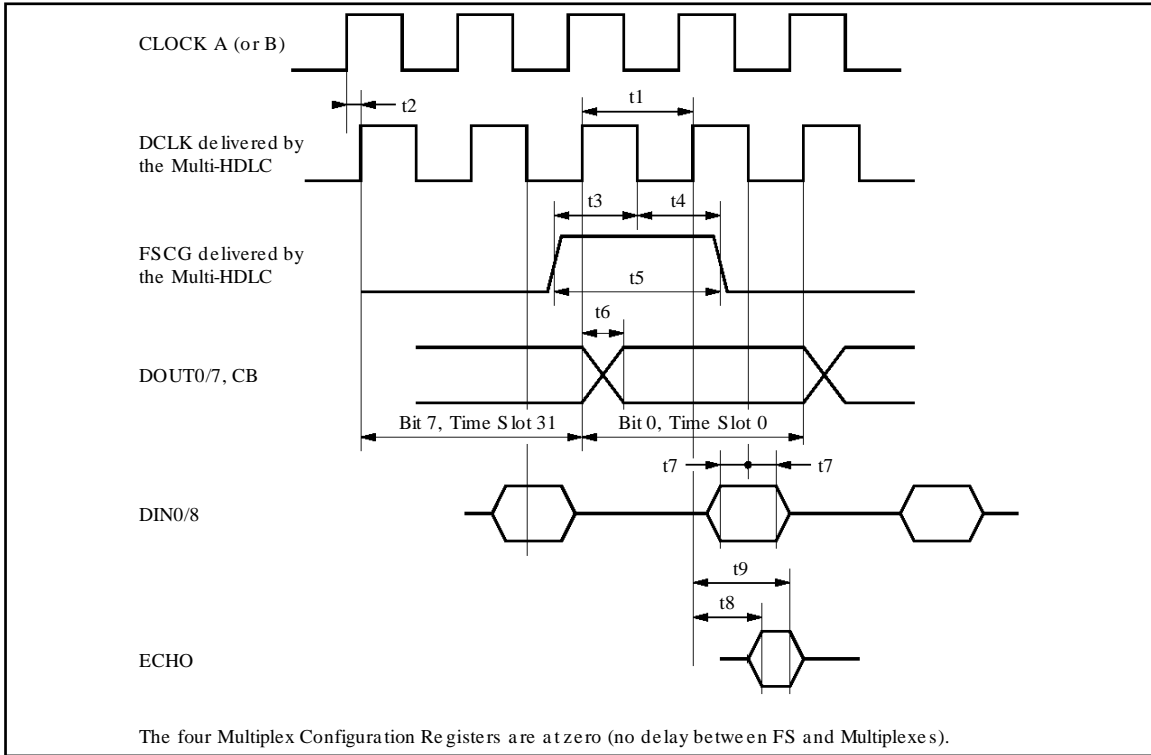 CLOCK A (or B)
t2
t1
DCLK delivered by
the Multi-HDLC
t3
t4
FSCG delivered by
the Multi-HDLC
t5
t6
DOUT0/7, CB
Bit 7, Time Slot 31
Bit 0, Time Slot 0
t7
t7
DIN0/8
t9
t8
ECHO
The four Multiplex Configuration Registers are at zero (no delay between FS and Multiplexes).